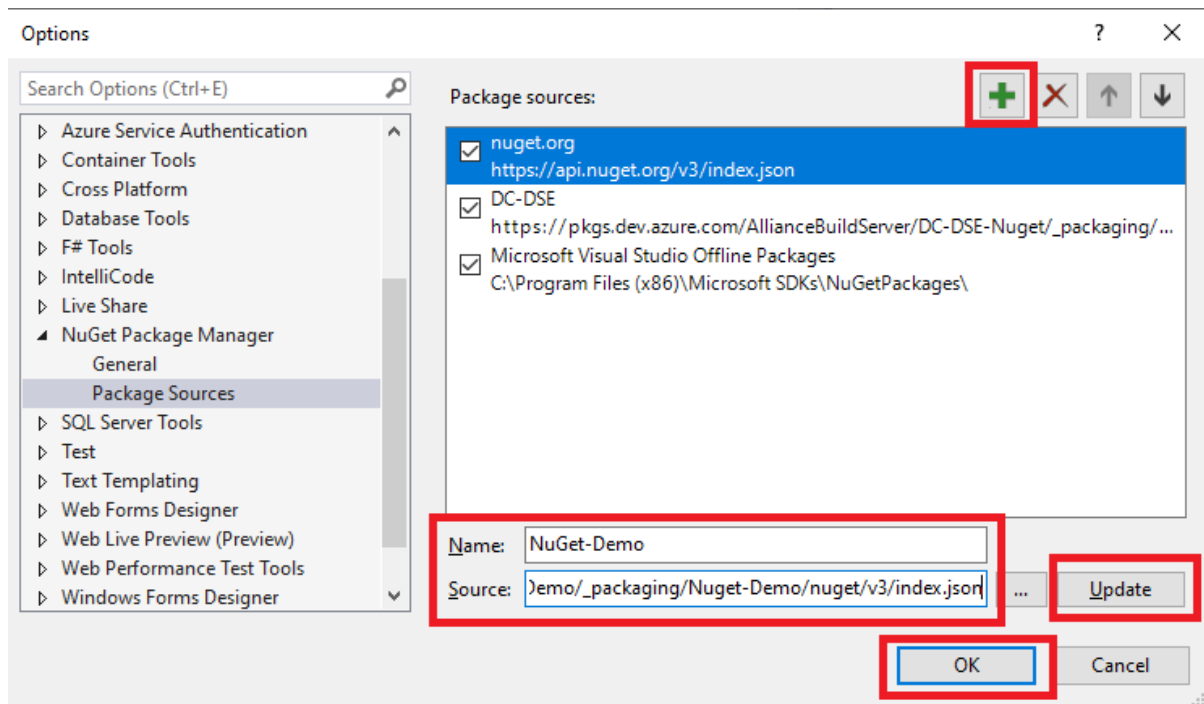 Options
?
Search Options (Ctrl+E)
Azure Service Authentication
Container Tools
Cross Platform
Database Tools
F# Tools
IntelliCode
Live Share
NuGet Package Manager
General
Package Sources
SQL Server Tools
Test
Text Templating
Web Forms Designer
Web Live Preview (Preview)
Web Performance Test Tools
Windows Forms Designer
Package sources:
nuget.org
https://api.nuget.org/v3/index.json
DC-DSE
https://pkgs.dev.azure.com/AllianceBuildServer/DC-DSE-Nuget/_packaging/...
Microsoft Visual Studio Offline Packages
C:\Program Files (x86)\Microsoft SDKs\NuGetPackages\
Name: NuGet-Demo
Source: Demo/_packaging/Nuget-Demo/nuget/v3/index.json ... Update
OK Cancel